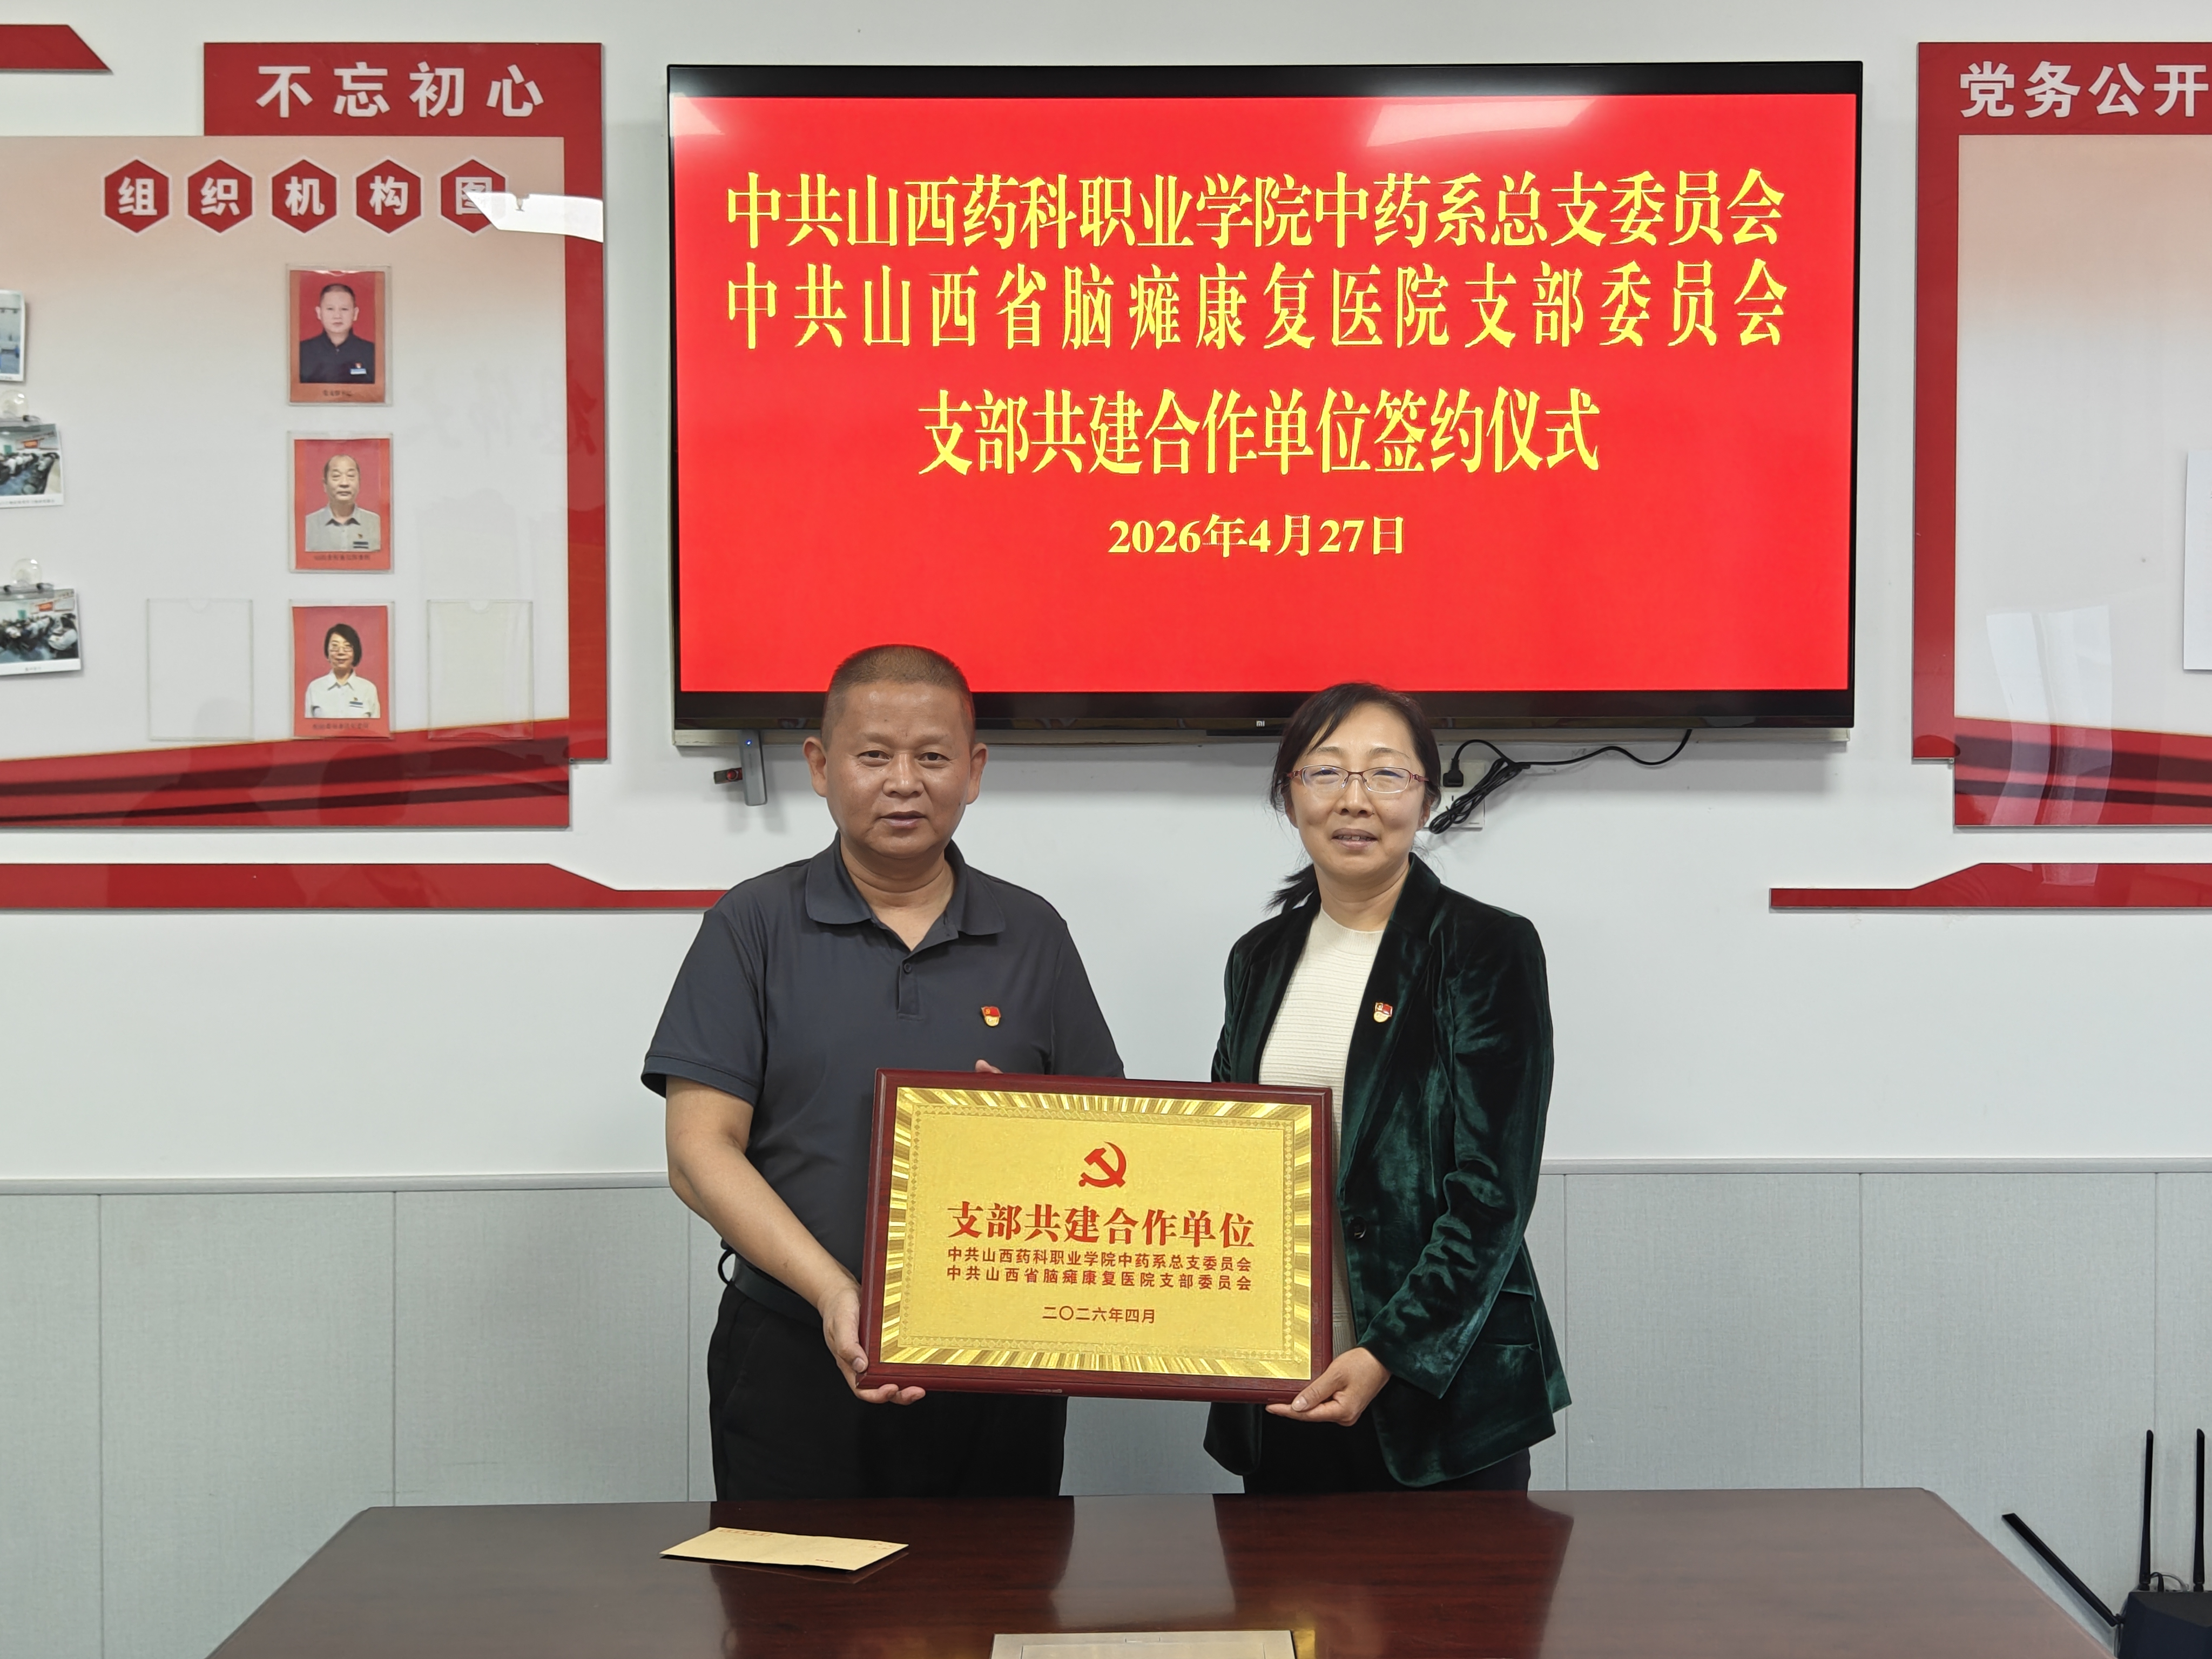 不忘初心
组织机构图
中共山西药科职业学院中药系总支委员会
中共山西省脑瘫康复医院支部委员会
支部共建合作单位签约仪式
2026年4月27日
mi
党务公开
支部共建合作单位
中共山西药科职业学院中药系总支委员会
中共山西省脑瘫康复医院支部委员会
二〇二六年四月